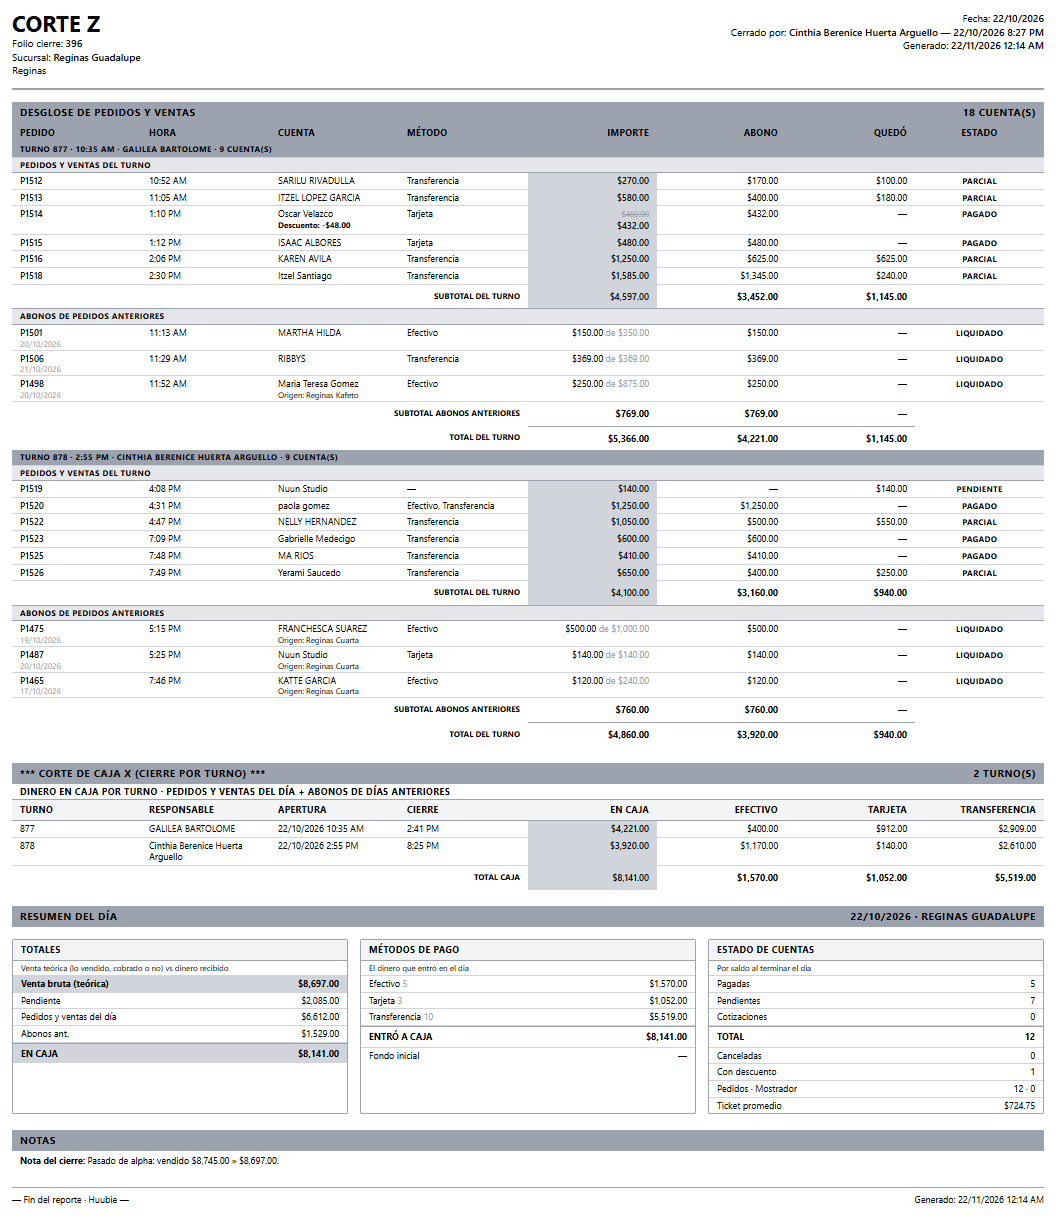 CORTE Z
Folio cierre: 396
Sucursal: Reginas Guadalupe
Reginas
Fecha: 22/10/2026
Cerrado por: Cinthia Berenice Huerta Arguello — 22/10/2026 8:27 PM
Generado: 22/11/2026 12:14 AM
DESGLOSE DE PEDIDOS Y VENTAS 18 CUENTA(S)
PEDIDO HORA CUENTA MÉTODO IMPORTE ABONO QUEDÓ ESTADO
TURNO 877 · 10:35 AM · GALILEA BARTOLOME · 9 CUENTA(S)
PEDIDOS Y VENTAS DEL TURNO
P1512 10:52 AM SARILU RIVADULLA Transferencia $270.00 $170.00 $100.00 PARCIAL
P1513 11:05 AM ITZEL LOPEZ GARCIA Transferencia $580.00 $400.00 $180.00 PARCIAL
P1514 1:10 PM Oscar Velazco Tarjeta $480.00 $432.00 — PAGADO
Descuento: -$48.00 $432.00
P1515 1:12 PM ISAAC ALBORES Tarjeta $480.00 $480.00 — PAGADO
P1516 2:06 PM KAREN AVILA Transferencia $1,250.00 $625.00 $625.00 PARCIAL
P1518 2:30 PM Itzel Santiago Transferencia $1,585.00 $1,345.00 $240.00 PARCIAL
SUBTOTAL DEL TURNO $4,597.00 $3,452.00 $1,145.00
ABONOS DE PEDIDOS ANTERIORES
P1501 11:13 AM MARTHA HILDA Efectivo $150.00 de $350.00 $150.00 — LIQUIDADO
20/10/2026
P1506 11:29 AM RIBBYS Transferencia $369.00 de $369.00 $369.00 — LIQUIDADO
21/10/2026
P1498 11:52 AM Maria Teresa Gomez Efectivo $250.00 de $875.00 $250.00 — LIQUIDADO
20/10/2026 Origen: Reginas Kafeto
SUBTOTAL ABONOS ANTERIORES $769.00 $769.00 —
TOTAL DEL TURNO $5,366.00 $4,221.00 $1,145.00
TURNO 878 · 2:55 PM · CINTHIA BERENICE HUERTA ARGUELLO · 9 CUENTA(S)
PEDIDOS Y VENTAS DEL TURNO
P1519 4:08 PM Nuun Studio — $140.00 — $140.00 PENDIENTE
P1520 4:31 PM paola gomez Efectivo, Transferencia $1,250.00 $1,250.00 — PAGADO
P1522 4:47 PM NELLY HERNANDEZ Transferencia $1,050.00 $500.00 $550.00 PARCIAL
P1523 7:09 PM Gabrielle Medecigo Transferencia $600.00 $600.00 — PAGADO
P1525 7:48 PM MA RIOS Transferencia $410.00 $410.00 — PAGADO
P1526 7:49 PM Yerami Saucedo Transferencia $650.00 $400.00 $250.00 PARCIAL
SUBTOTAL DEL TURNO $4,100.00 $3,160.00 $940.00
ABONOS DE PEDIDOS ANTERIORES
P1475 5:15 PM FRANCHESCA SUAREZ Efectivo $500.00 de $1,000.00 $500.00 — LIQUIDADO
19/10/2026 Origen: Reginas Cuarta
P1487 5:25 PM Nuun Studio Tarjeta $140.00 de $140.00 $140.00 — LIQUIDADO
20/10/2026 Origen: Reginas Cuarta
P1465 7:46 PM KATTE GARCIA Efectivo $120.00 de $240.00 $120.00 — LIQUIDADO
17/10/2026 Origen: Reginas Cuarta
SUBTOTAL ABONOS ANTERIORES $760.00 $760.00 —
TOTAL DEL TURNO $4,860.00 $3,920.00 $940.00
*** CORTE DE CAJA X (CIERRE POR TURNO) *** 2 TURNO(S)
DINERO EN CAJA POR TURNO · PEDIDOS Y VENTAS DEL DÍA + ABONOS DE DÍAS ANTERIORES
TURNO RESPONSABLE APERTURA CIERRE EN CAJA EFECTIVO TARJETA TRANSFERENCIA
877 GALILEA BARTOLOME 22/10/2026 10:35 AM 2:41 PM $4,221.00 $400.00 $912.00 $2,909.00
878 Cinthia Berenice Huerta 22/10/2026 2:55 PM 8:25 PM $3,920.00 $1,170.00 $140.00 $2,610.00
Arguello
TOTAL CAJA $8,141.00 $1,570.00 $1,052.00 $5,519.00
RESUMEN DEL DÍA 22/10/2026 · REGINAS GUADALUPE
TOTALES
Venta teórica (lo vendido, cobrado o no) vs dinero recibido
Venta bruta (teórica) $8,697.00
Pendiente $2,085.00
Pedidos y ventas del día $6,612.00
Abonos ant. $1,529.00
EN CAJA $8,141.00
MÉTODOS DE PAGO
El dinero que entró en el día
Efectivo 5 $1,570.00
Tarjeta 3 $1,052.00
Transferencia 10 $5,519.00
ENTRÓ A CAJA $8,141.00
Fondo inicial —
ESTADO DE CUENTAS
Por saldo al terminar el día
Pagadas 5
Pendientes 7
Cotizaciones 0
TOTAL 12
Canceladas 0
Con descuento 1
Pedidos · Mostrador 12 · 0
Ticket promedio $724.75
NOTAS
Nota del cierre: Pasado de alpha: vendido $8,745.00 » $8,697.00.
— Fin del reporte · Huubie — Generado: 22/11/2026 12:14 AM